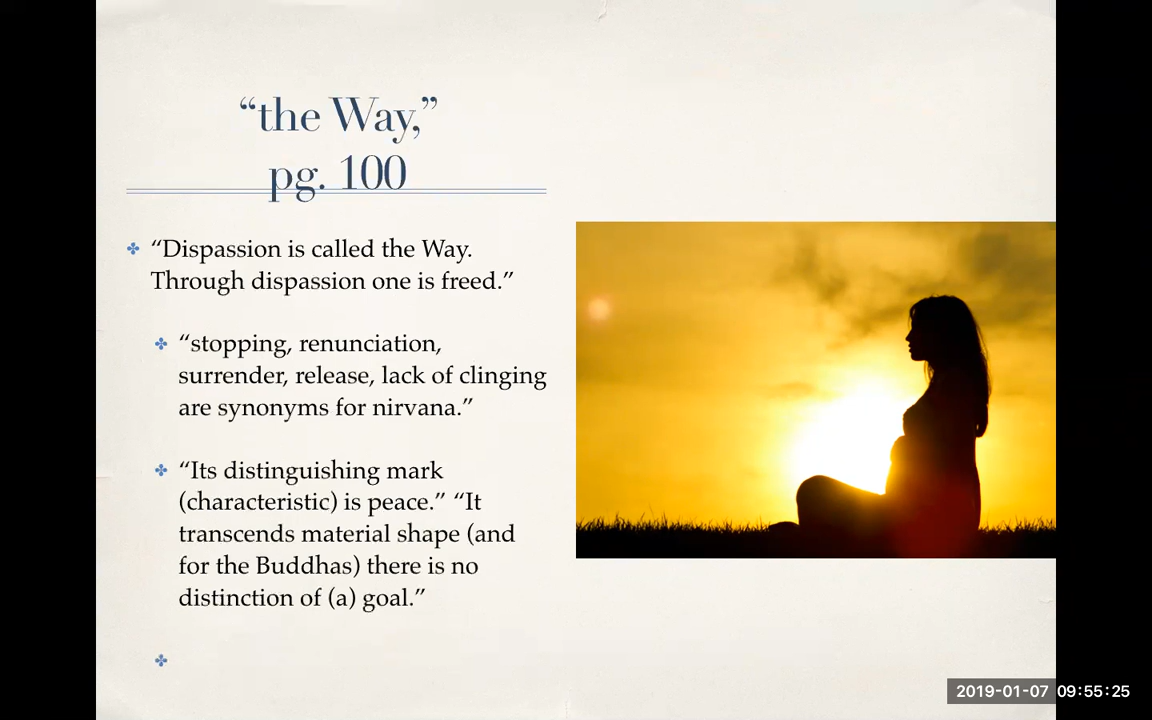 “the Way,”
pg. 100
“Dispassion is called the Way.
Through dispassion one is freed.”
“stopping, renunciation,
surrender, release, lack of clinging
are synonyms for nirvana.”
“Its distinguishing mark
(characteristic) is peace.” “It
transcends material shape (and
for the Buddhas) there is no
distinction of (a) goal.”
2019-01-07 09:55:25